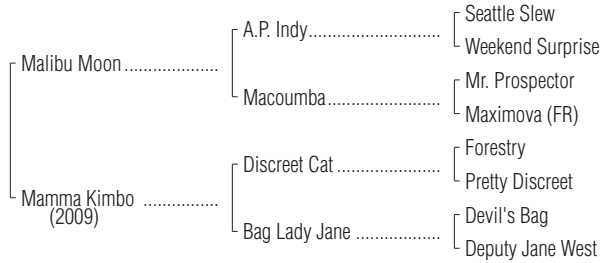 Seattle Slew
A.P. Indy............................
Weekend Surprise
Malibu Moon ....................
Mr. Prospector
Macoumba........................
Maximova (FR)
Forestry
Discreet Cat ......................
Pretty Discreet
Mamma Kimbo ................
(2009)
Devil's Bag
Bag Lady Jane ..................
Deputy Jane West